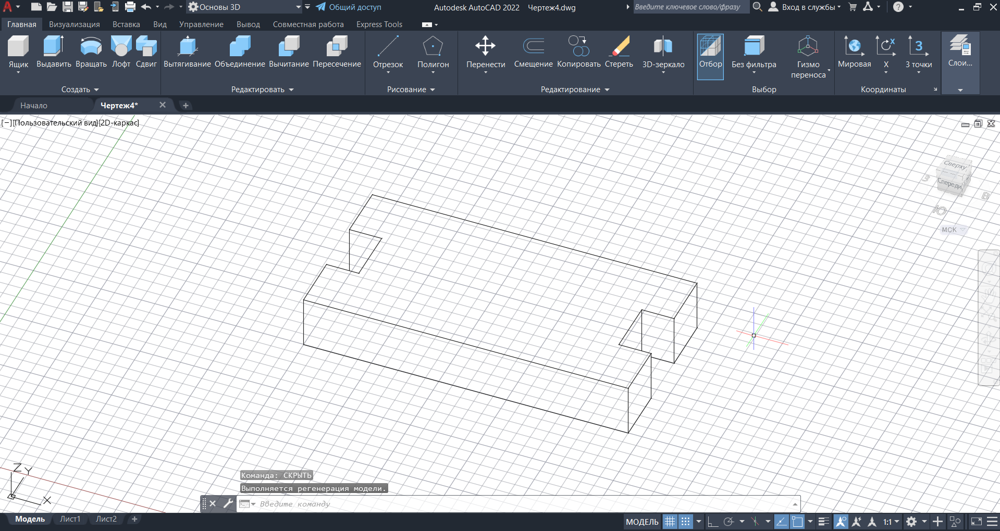 Основы 3D
Общий доступ
Autodesk AutoCAD 2022 Чертеж4.dwg
Введите ключевое слово/фразу
Вход в службы
Главная Визуализация Вставка Вид Управление Вывод Совместная работа Express Tools
Ящик Выдавить Вращать Лофт Сдвиг Вытягивание Объединение Вычитание Пересечение Отрезок Полигон Перенести Смещение Копировать Стереть 3D-зеркало Отбор Без фильтра Гизмо переноса Мировая X 3 точки Слои...
Создать Редактировать Рисование Редактирование Выбор Координаты
Начало Чертеж4*
[−][Пользовательский вид][2D-каркас]
Сверху
Спереди
З
В
Ю
МСК
Z
Y
X
Команда: СКРЫТЬ
Выполняется регенерация модели.
Введите команду
Модель Лист1 Лист2
МОДЕЛЬ
1:1